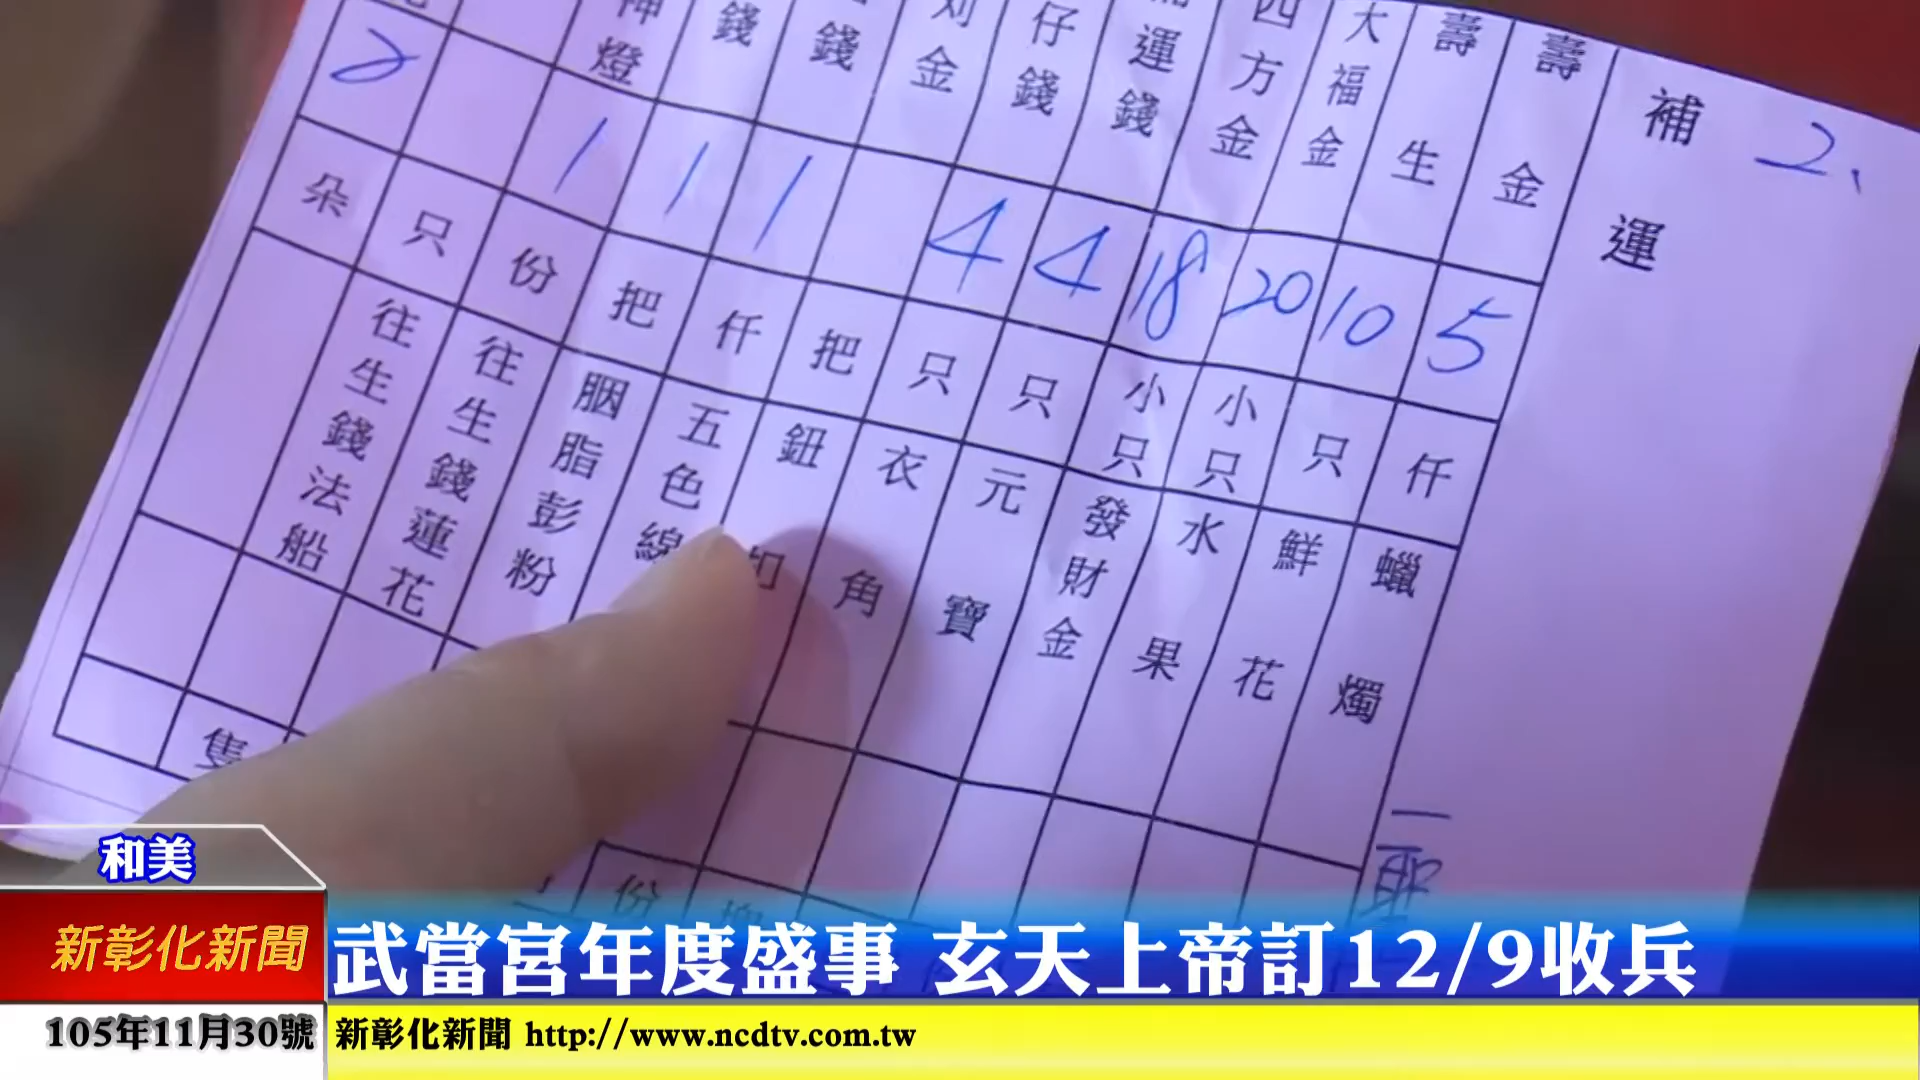 2、
補運
壽金 5 仟
壽生 10 只
大福金 20 小只
四方金 18 小只
運錢 4 只
仔錢 4 只
刈金 把
錢 1 仟
錢 1 把
神燈 1 份
只
2 朵
蠟燭
鮮花
水果
發財金
元寶
衣角
鈕扣
五色線
胭脂彭粉
份
往生錢蓮花
往生錢法船
隻
和美
新彰化新聞
武當宮年度盛事 玄天上帝訂12/9收兵
105年11月30號
新彰化新聞 http://www.ncdtv.com.tw